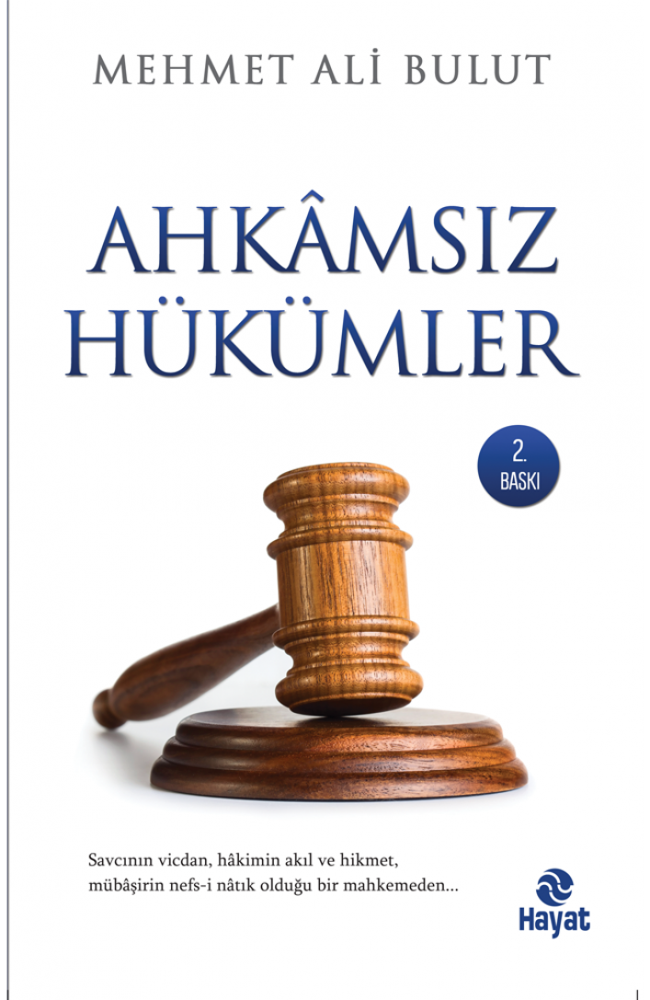 MEHMET ALİ BULUT
AHKÂMSIZ
HÜKÜMLER
2.
BASKI
Savcının vicdan, hâkimin akıl ve hikmet,
mübâşirin nefs-i nâtık olduğu bir mahkemeden...
Hayat